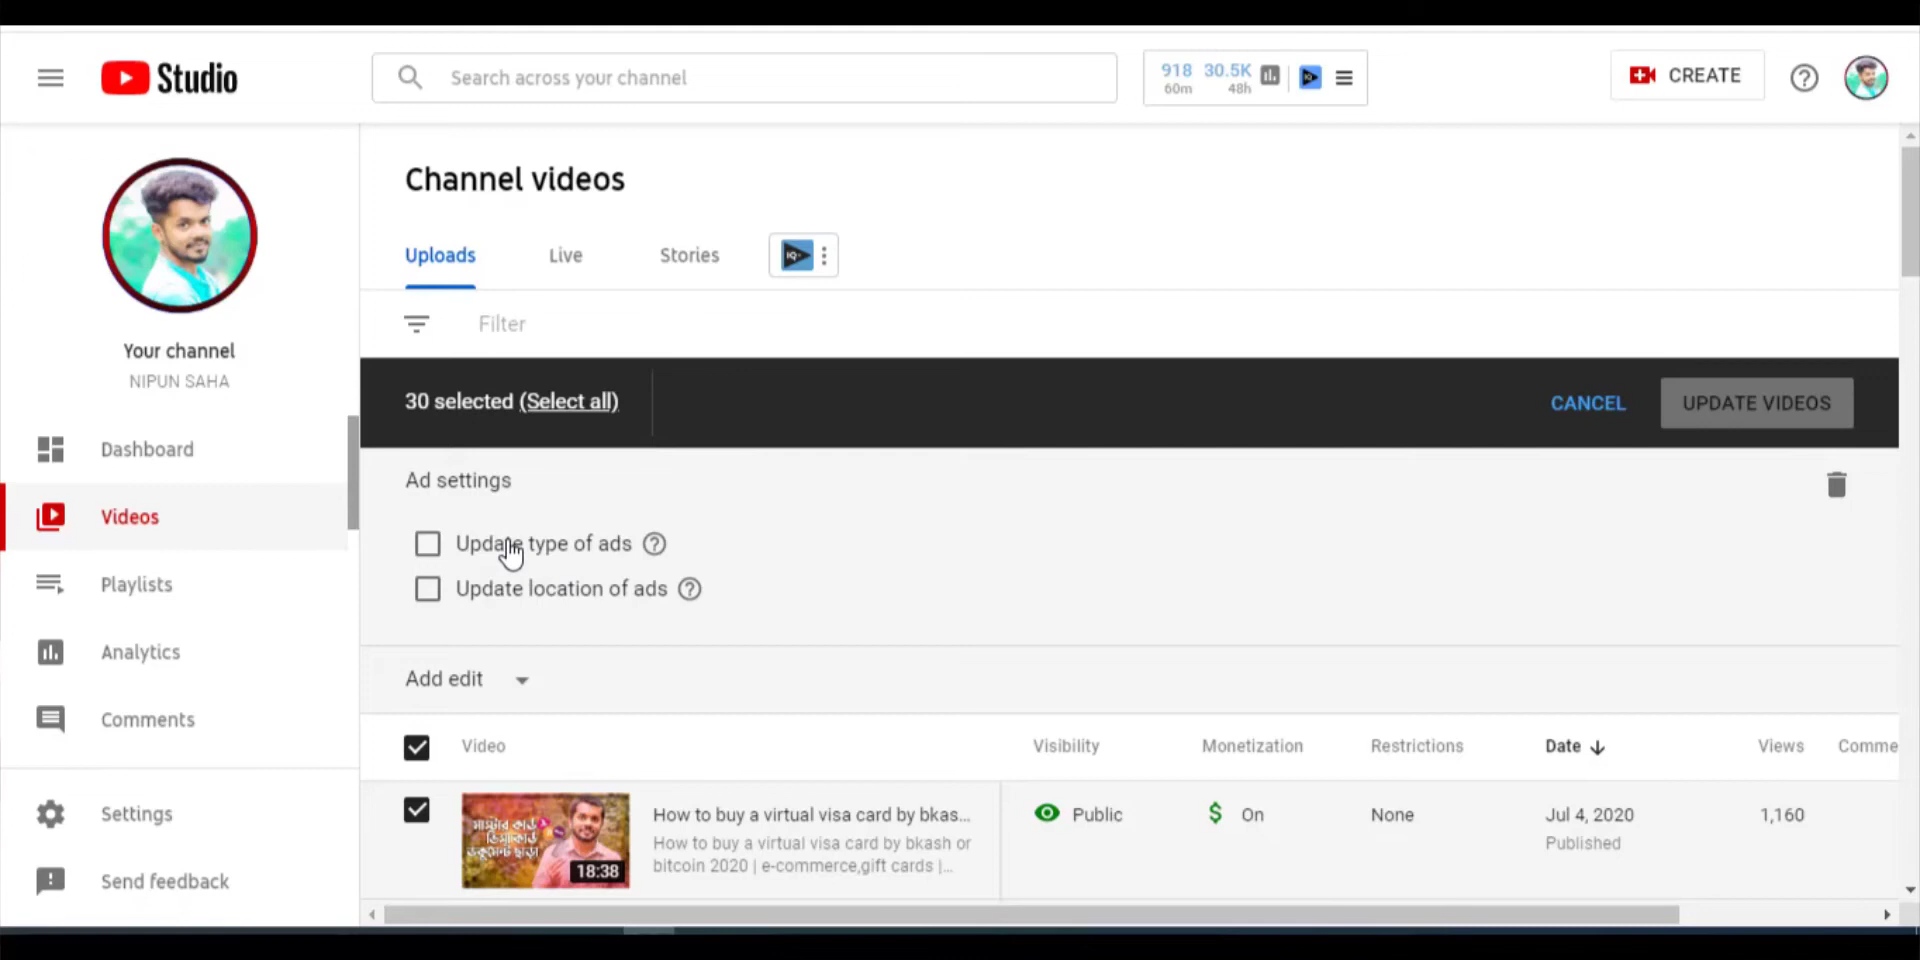 Studio
Search across your channel
918 30.5K
60m 48h
CREATE
Channel videos
Uploads Live Stories
IQ
Filter
Your channel
NIPUN SAHA
30 selected (Select all)
CANCEL
UPDATE VIDEOS
Dashboard
Videos
Playlists
Analytics
Comments
Settings
Send feedback
Ad settings
Update type of ads
Update location of ads
Add edit
Video Visibility Monetization Restrictions Date Views Comme
মাস্টার কার্ড
ভিসাকার্ড
ডকুমেন্ট ছাড়া
18:38
How to buy a virtual visa card by bkas...
How to buy a virtual visa card by bkash or
bitcoin 2020 | e-commerce,gift cards |...
Public
$ On
None
Jul 4, 2020
Published
1,160